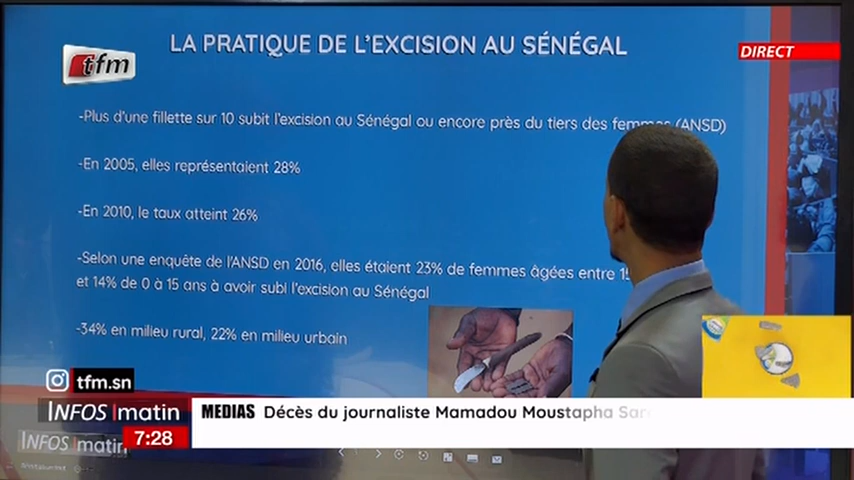 LA PRATIQUE DE L'EXCISION AU SÉNÉGAL
tfm
DIRECT
-Plus d'une fillette sur 10 subit l'excision au Sénégal ou encore près du tiers des femmes (ANSD)
-En 2005, elles représentaient 28%
-En 2010, le taux atteint 26%
-Selon une enquête de l'ANSD en 2016, elles étaient 23% de femmes âgées entre
et 14% de 0 à 15 ans à avoir subI l'excision au Sénégal
-34% en milieu rural, 22% en milieu urbain
tfm.sn
INFOS matin
MEDIAS Décès du journaliste Mamadou Moustapha
7:28
INFOS matin